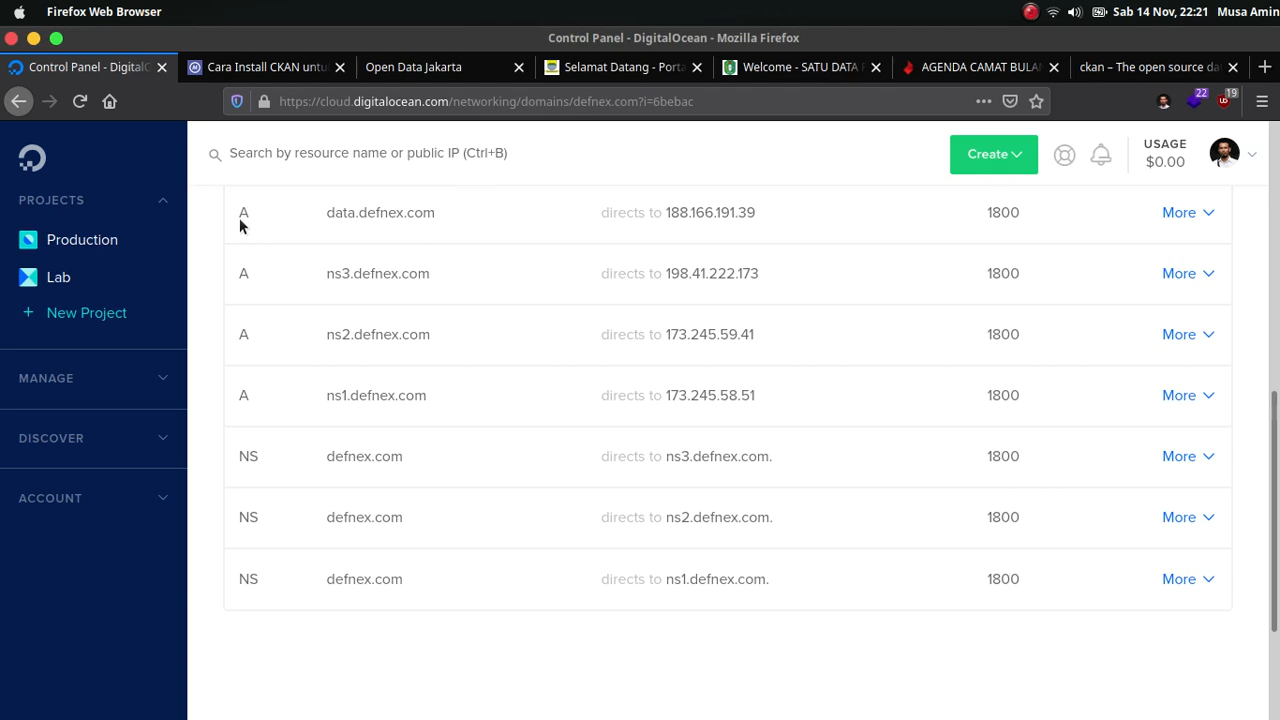 Firefox Web Browser
Sab 14 Nov, 22:21 Musa Amin
Control Panel - DigitalOcean - Mozilla Firefox
Control Panel - DigitalOc
Cara Install CKAN untuk
Open Data Jakarta
Selamat Datang - Porta
Welcome - SATU DATA P
AGENDA CAMAT BULAN
ckan – The open source dat
https://cloud.digitalocean.com/networking/domains/defnex.com?i=6bebac
22
19
Search by resource name or public IP (Ctrl+B)
Create
USAGE
$0.00
PROJECTS
Production
Lab
+ New Project
MANAGE
DISCOVER
ACCOUNT
A data.defnex.com directs to 188.166.191.39 1800 More
A ns3.defnex.com directs to 198.41.222.173 1800 More
A ns2.defnex.com directs to 173.245.59.41 1800 More
A ns1.defnex.com directs to 173.245.58.51 1800 More
NS defnex.com directs to ns3.defnex.com. 1800 More
NS defnex.com directs to ns2.defnex.com. 1800 More
NS defnex.com directs to ns1.defnex.com. 1800 More